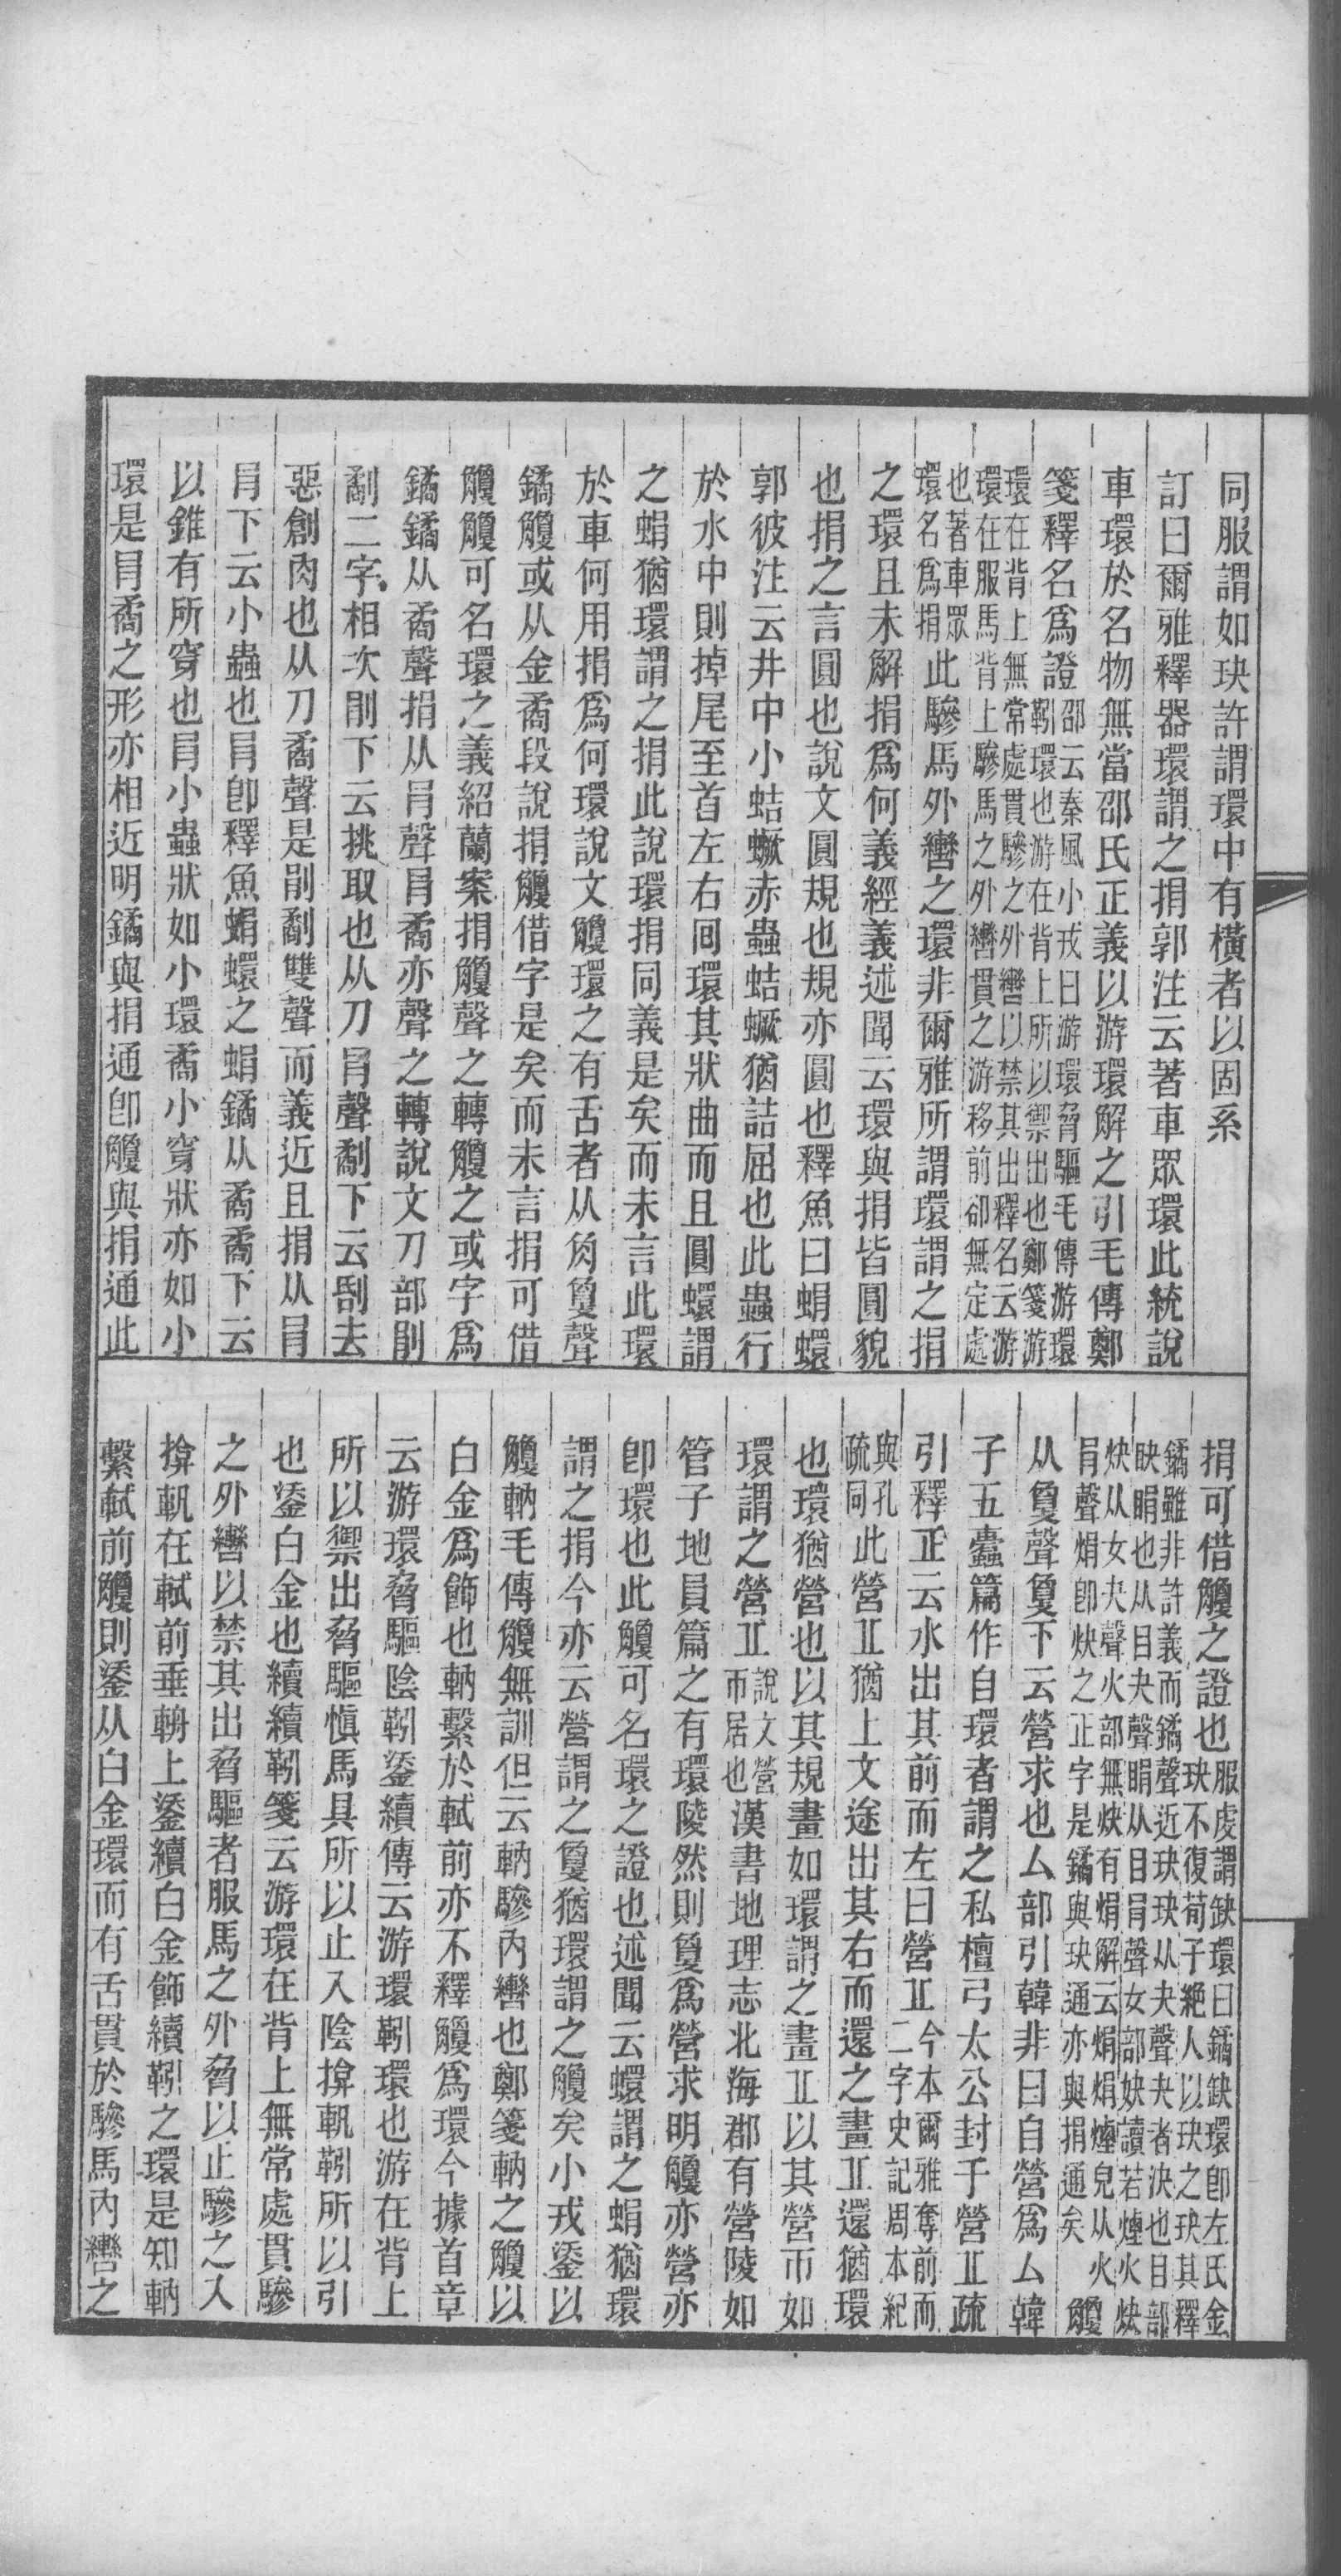 同服謂如玦許謂環中有橫者以固系
訂曰爾雅釋器環謂之捐郭注云著車眾環此統說
車環於名物無當邵氏正義以游環解之引毛傳鄭
箋釋名爲證邵云秦風小戎曰游環脅驅毛傳游環
靷環也游在背上所以禦出也鄭箋游
環在背上無常處貫驂之外轡以禁其出釋名云游
環在服馬背上驂馬之外轡貫之游移前卻無定處
也著車眾
環名爲捐此驂馬外轡之環非爾雅所謂環謂之捐
之環且未解捐爲何義經義述聞云環與捐皆圓貌
也捐之言圓也說文圓規也規亦圓也釋魚曰蜎蠉
郭彼注云井中小蛣蟩赤蟲蛣蟩猶詰屈也此蟲行
於水中則掉尾至首左右回環其狀曲而且圓蠉謂
之蜎猶環謂之捐此說環捐同義是矣而未言此環
於車何用捐爲何環說文觼環之有舌者从角敻聲
鐍觼或从金矞段說捐觼借字是矣而未言捐可借
觼觼可名環之義紹蘭案捐觼聲之轉觼之或字爲
鐍鐍从矞聲捐从肙聲肙矞亦聲之轉說文刀部剈
劀二字相次剈下云挑取也从刀肙聲劀下云刮去
惡創肉也从刀矞聲是剈劀雙聲而義近且捐从肙
肙下云小蟲也肙卽釋魚蜎蠉之蜎鐍从矞矞下云
以錐有所穿也肙小蟲狀如小環矞小穿狀亦如小
環是肙矞之形亦相近明鐍與捐通卽觼與捐通此
捐可借觼之證也服虔謂鈌環曰鐍鈌環卽左氏金
玦不復荀子絕人以玦之玦其釋
鐍雖非許義而鐍聲近玦玦从夬聲夬者決也目部
𥆞睊也从目夬聲睊从目肙聲女部妜讀若煙火炔
炔从女夬聲火部無炔有焆解云焆焆煙皃从火
肙聲焆卽炔之正字是鐍與玦通亦與捐通矣觼
从敻聲敻下云營求也厶部引韓非曰自營爲厶韓
子五蠹篇作自環者謂之私檀弓太公封于營丘疏
引釋丘云水出其前而左曰營丘今本爾雅奪前而
二字史記周本紀
與孔
疏同此營丘猶上文途出其右而還之畫丘還猶環
也環猶營也以其規畫如環謂之畫丘以其營帀如
環謂之營丘說文營
帀居也漢書地理志北海郡有營陵如
管子地員篇之有環陵然則敻爲營求明觼亦營亦
卽環也此觼可名環之證也述聞云蠉謂之蜎猶環
謂之捐今亦云營謂之敻猶環謂之觼矣小戎鋈以
觼軜毛傳觼無訓但云軜驂內轡也鄭箋軜之觼以
白金爲飾也軜繫於軾前亦不釋觼爲環今據首章
云游環脅驅陰靷鋈續傳云游環靷環也游在背上
所以禦出脅驅愼馬具所以止入陰揜軓靷所以引
也鋈白金也續續靷箋云游環在背上無常處貫驂
之外轡以禁其出脅驅者服馬之外脅以止驂之入
揜軓在軾前垂輈上鋈續白金飾續靷之環是知軜
繫軾前觼則鋈从白金環而有舌貫於驂馬內轡之